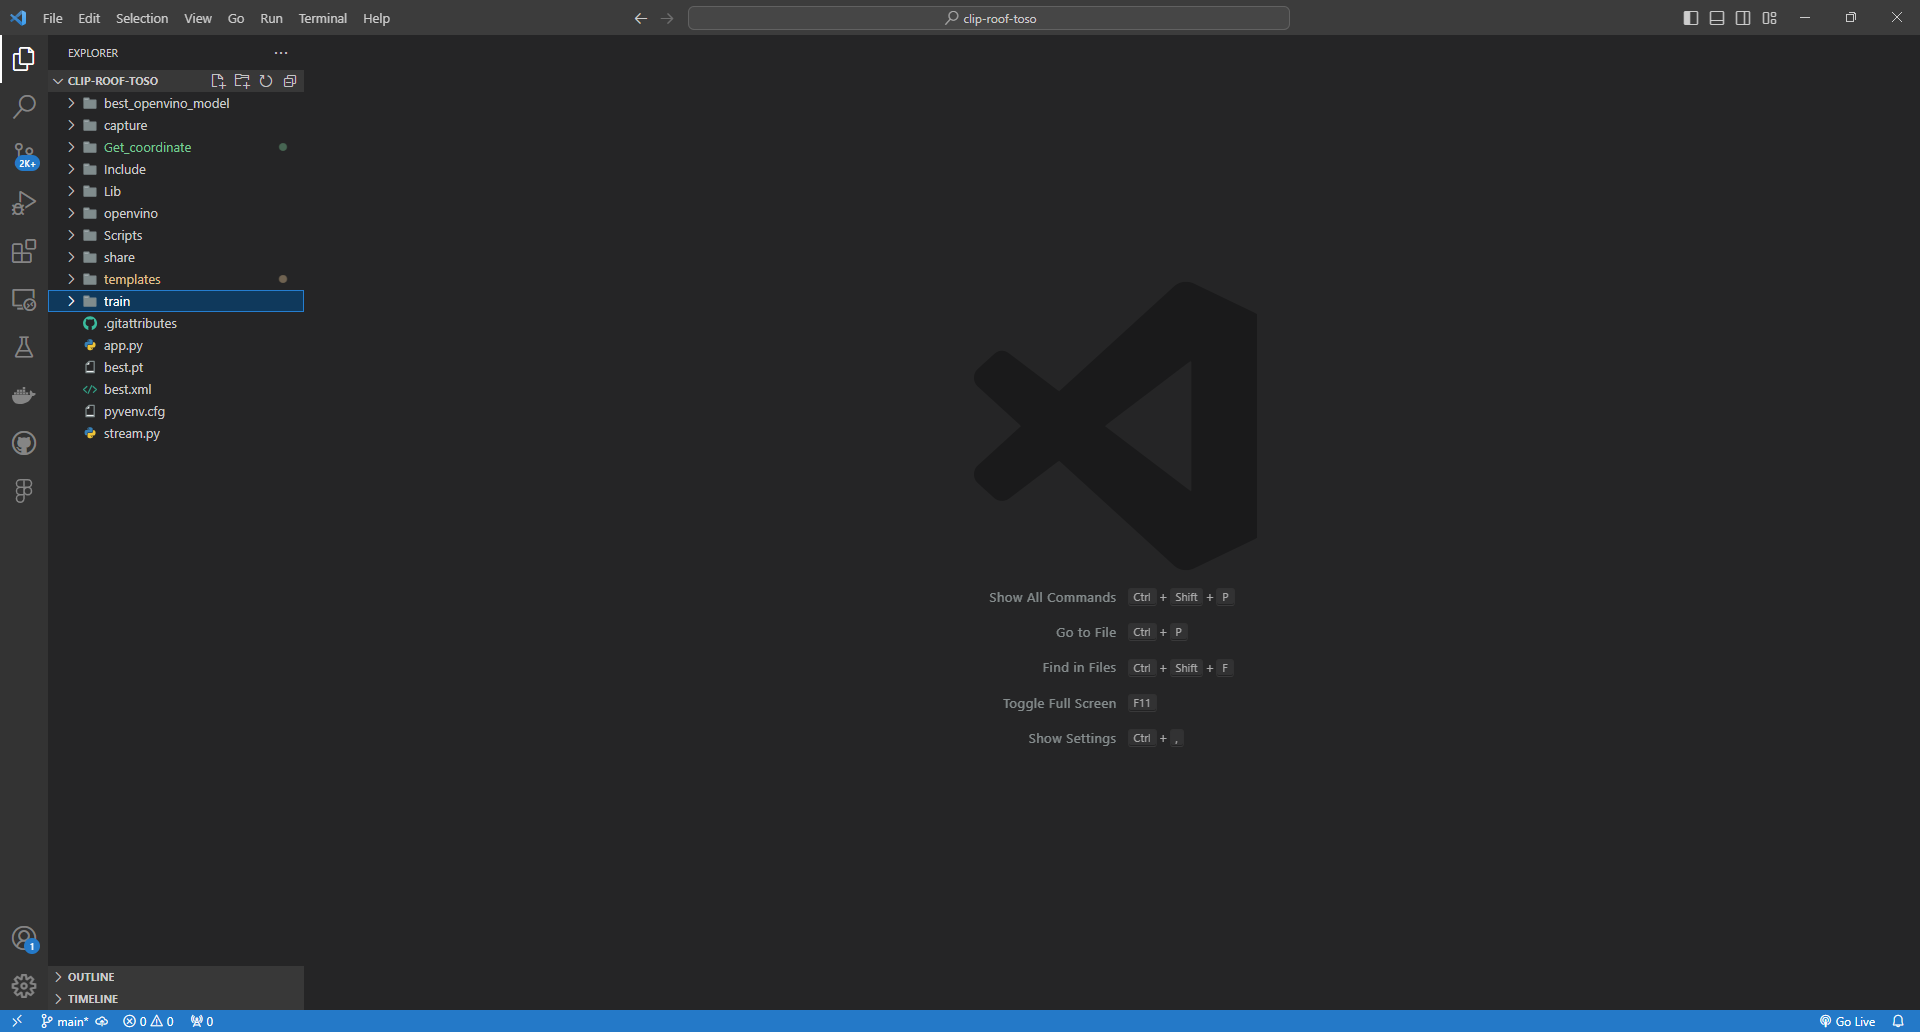 File Edit Selection View Go Run Terminal Help
clip-roof-toso
EXPLORER
CLIP-ROOF-TOSO
best_openvino_model
capture
Get_coordinate
Include
Lib
openvino
Scripts
share
templates
train
.gitattributes
app.py
best.pt
best.xml
pyvenv.cfg
stream.py
2K+
Show All Commands Ctrl + Shift + P
Go to File Ctrl + P
Find in Files Ctrl + Shift + F
Toggle Full Screen F11
Show Settings Ctrl + ,
1
OUTLINE
TIMELINE
main* 0 0 0 Go Live